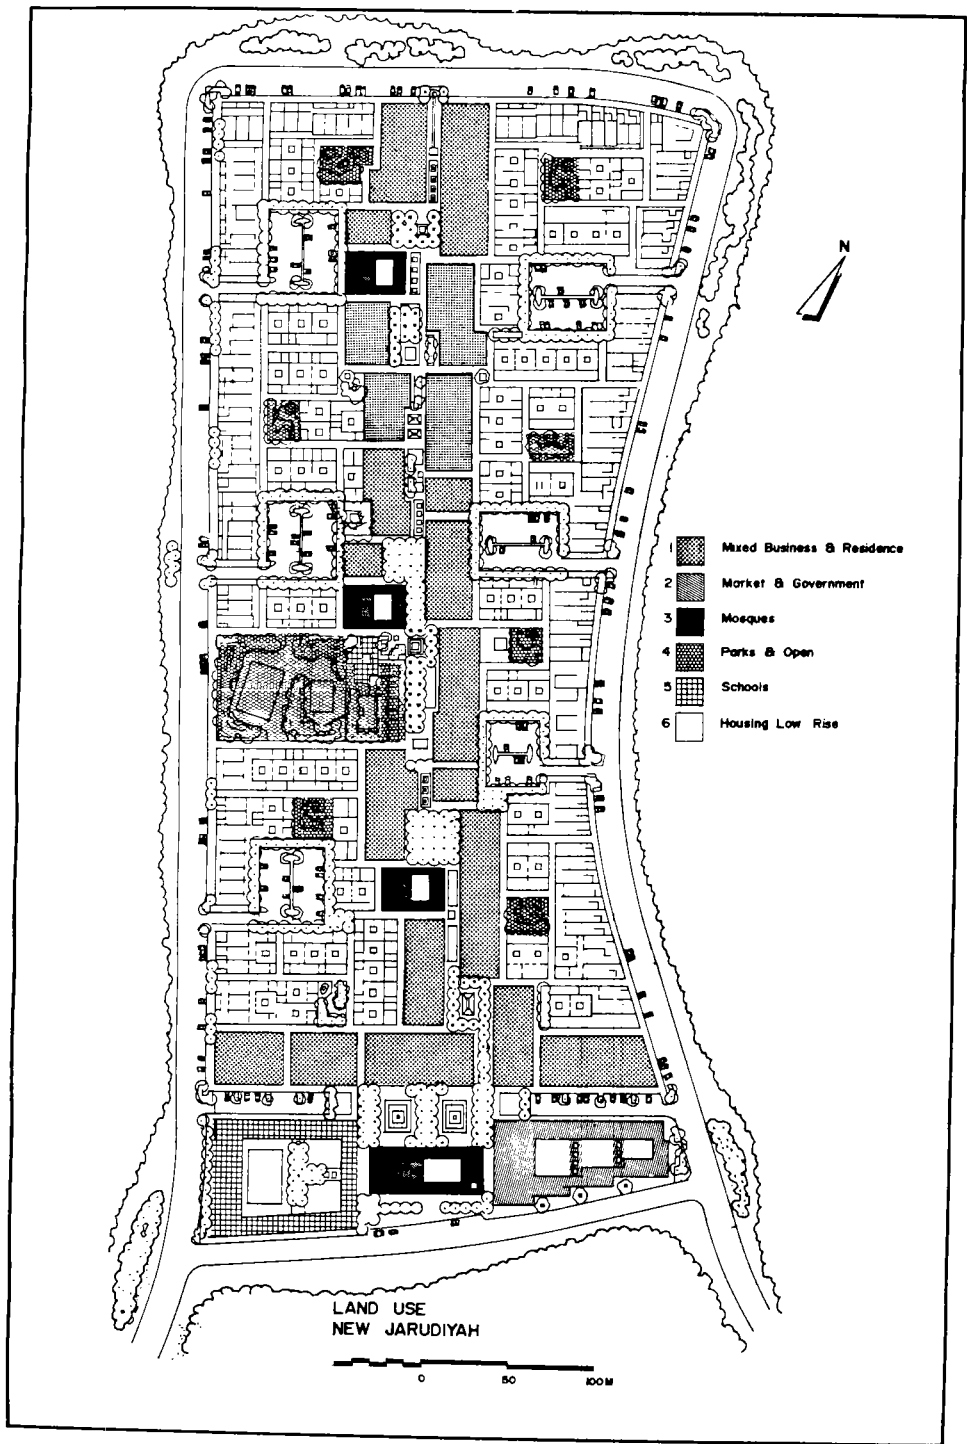 N
1 Mixed Business & Residence
2 Market & Government
3 Mosques
4 Parks & Open
5 Schools
6 Housing Low Rise
LAND USE
NEW JARUDIYAH
0 50 100M